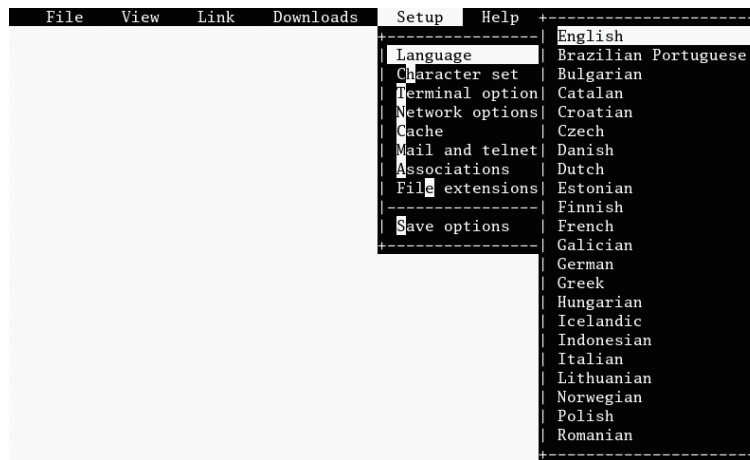 File View Link Downloads Setup Help
Language
Character set
Terminal option
Network options
Cache
Mail and telnet
Associations
File extensions
Save options
English
Brazilian Portuguese
Bulgarian
Catalan
Croatian
Czech
Danish
Dutch
Estonian
Finnish
French
Galician
German
Greek
Hungarian
Icelandic
Indonesian
Italian
Lithuanian
Norwegian
Polish
Romanian